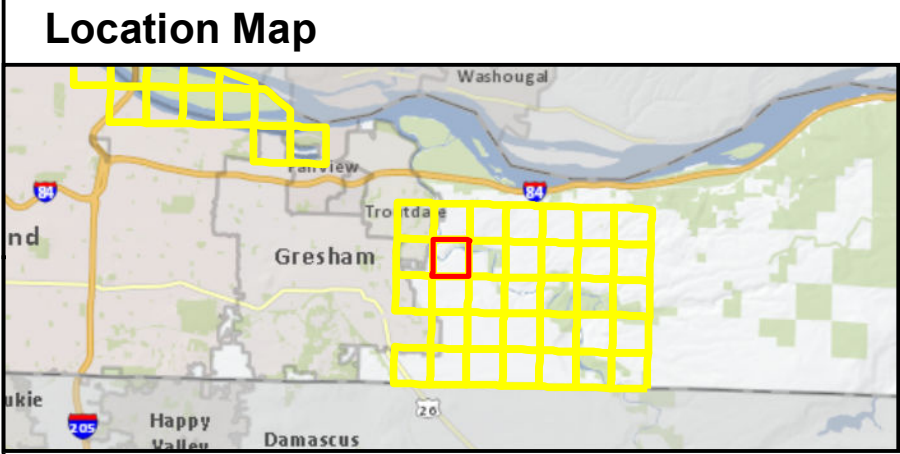 Location Map
Washougal
Fairview
84
84
Troutdale
nd
Gresham
ukie
26
205
Happy
Valley
Damascus